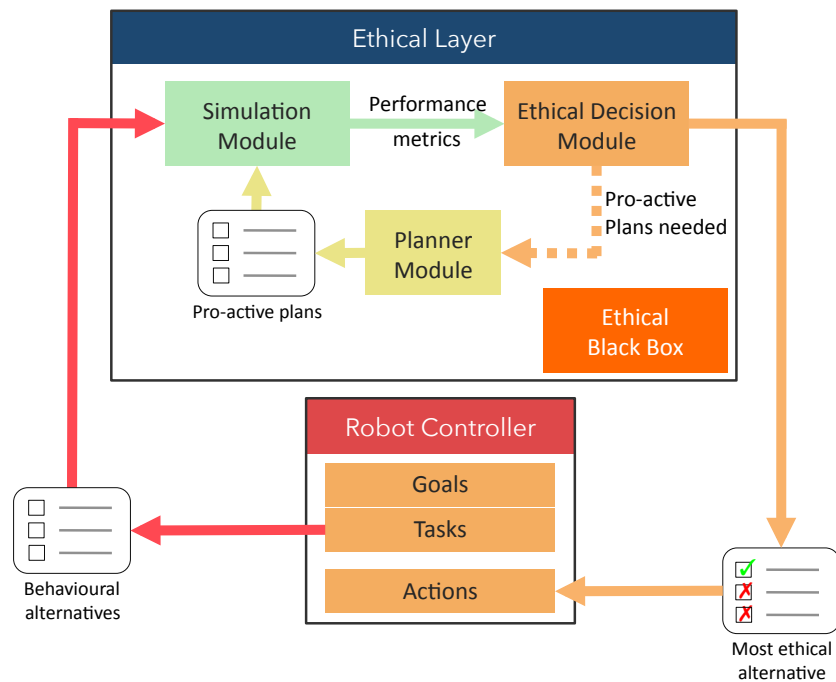 Ethical Layer
Simulation
Module
Performance
metrics
Ethical Decision
Module
Pro-active
Plans needed
Planner
Module
Pro-active plans
Ethical
Black Box
Robot Controller
Goals
Tasks
Actions
Behavioural
alternatives
Most ethical
alternative